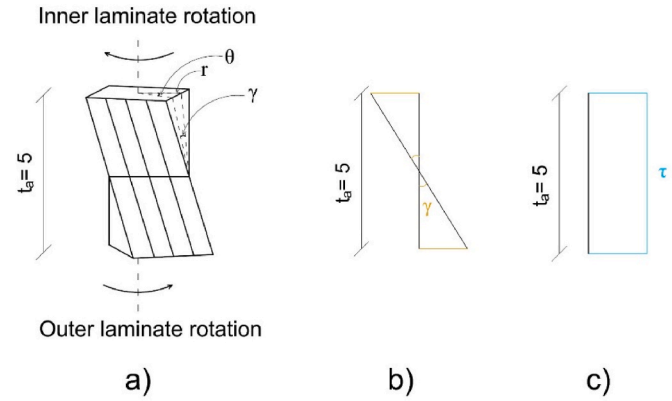 Inner laminate rotation
θ
r
γ
tₐ= 5
tₐ= 5
γ
tₐ= 5
τ
Outer laminate rotation
a)
b)
c)